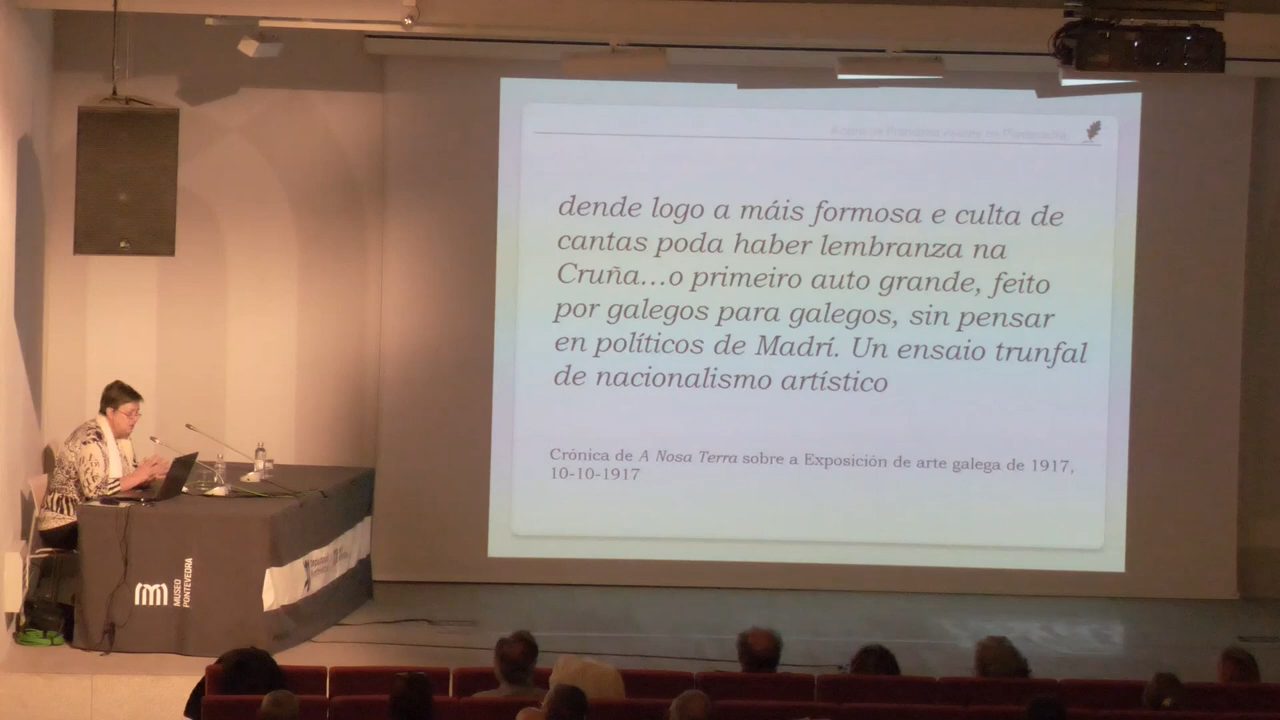 dende logo a máis formosa e culta de
cantas poda haber lembranza na
Cruña...o primeiro auto grande, feito
por galegos para galegos, sin pensar
en políticos de Madrí. Un ensaio trunfal
de nacionalismo artístico
Crónica de A Nosa Terra sobre a Exposición de arte galega de 1917,
10-10-1917
MUSEO
PONTEVEDRA